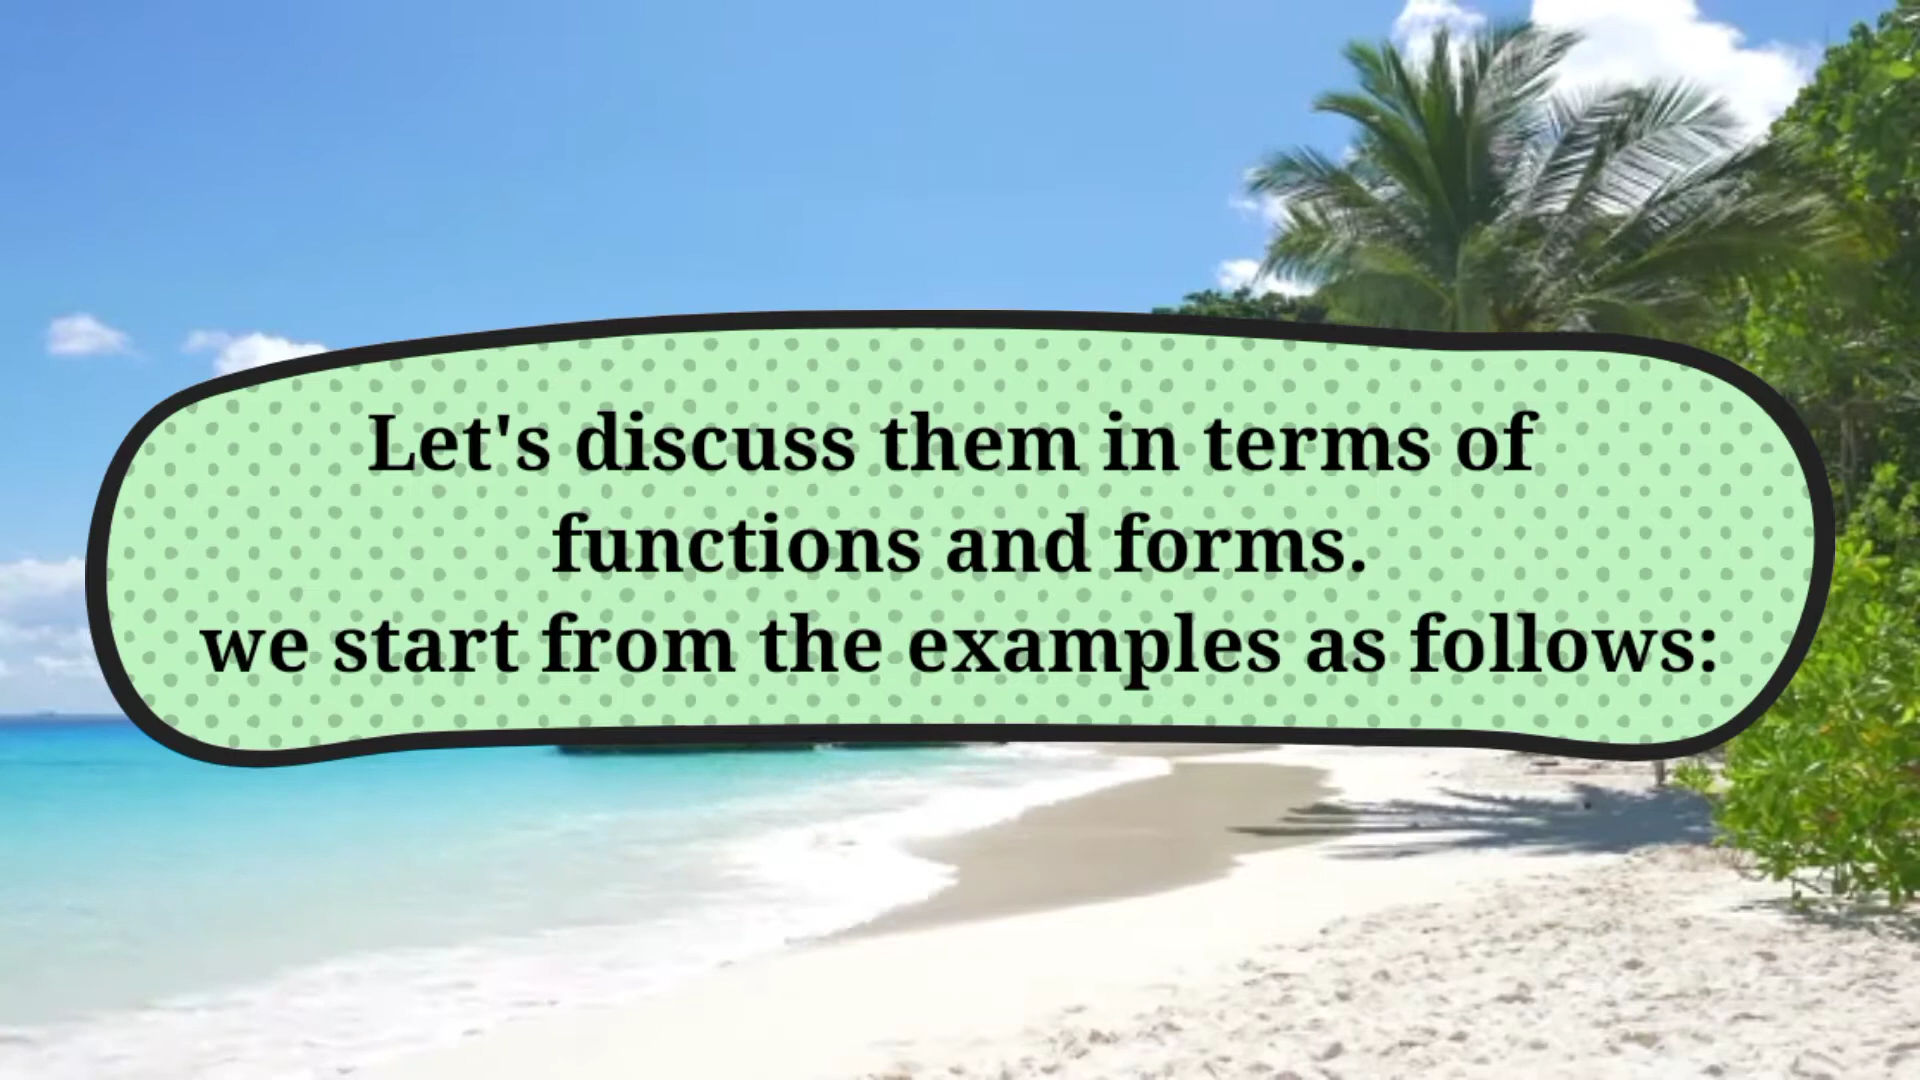 Let's discuss them in terms of
functions and forms.
we start from the examples as follows: